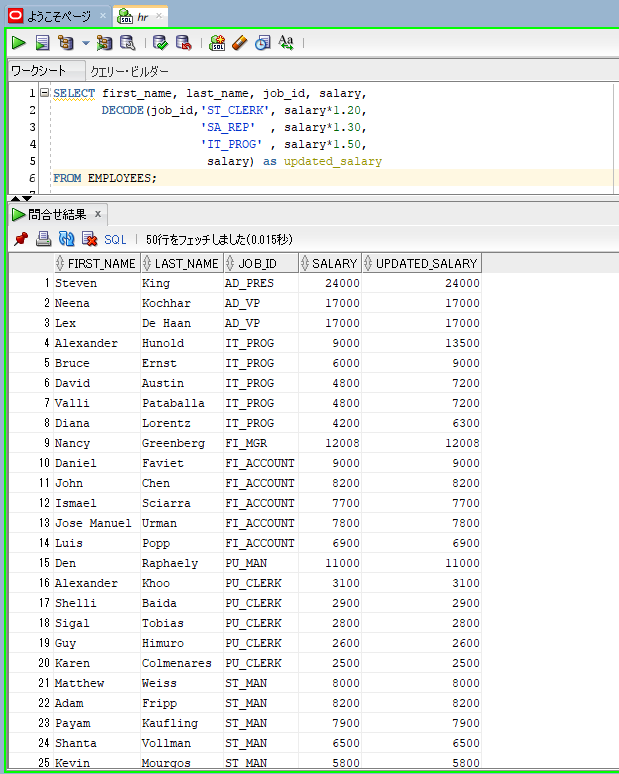 ようこそページ hr
ワークシート クエリー・ビルダー
1 SELECT first_name, last_name, job_id, salary,
2 DECODE(job_id,'ST_CLERK', salary*1.20,
3 'SA_REP' , salary*1.30,
4 'IT_PROG' , salary*1.50,
5 salary) as updated_salary
6 FROM EMPLOYEES;
問合せ結果
SQL 50行をフェッチしました(0.015秒)
FIRST_NAME LAST_NAME JOB_ID SALARY UPDATED_SALARY
1 Steven King AD_PRES 24000 24000
2 Neena Kochhar AD_VP 17000 17000
3 Lex De Haan AD_VP 17000 17000
4 Alexander Hunold IT_PROG 9000 13500
5 Bruce Ernst IT_PROG 6000 9000
6 David Austin IT_PROG 4800 7200
7 Valli Pataballa IT_PROG 4800 7200
8 Diana Lorentz IT_PROG 4200 6300
9 Nancy Greenberg FI_MGR 12008 12008
10 Daniel Faviet FI_ACCOUNT 9000 9000
11 John Chen FI_ACCOUNT 8200 8200
12 Ismael Sciarra FI_ACCOUNT 7700 7700
13 Jose Manuel Urman FI_ACCOUNT 7800 7800
14 Luis Popp FI_ACCOUNT 6900 6900
15 Den Raphaely PU_MAN 11000 11000
16 Alexander Khoo PU_CLERK 3100 3100
17 Shelli Baida PU_CLERK 2900 2900
18 Sigal Tobias PU_CLERK 2800 2800
19 Guy Himuro PU_CLERK 2600 2600
20 Karen Colmenares PU_CLERK 2500 2500
21 Matthew Weiss ST_MAN 8000 8000
22 Adam Fripp ST_MAN 8200 8200
23 Payam Kaufling ST_MAN 7900 7900
24 Shanta Vollman ST_MAN 6500 6500
25 Kevin Mourgos ST_MAN 5800 5800